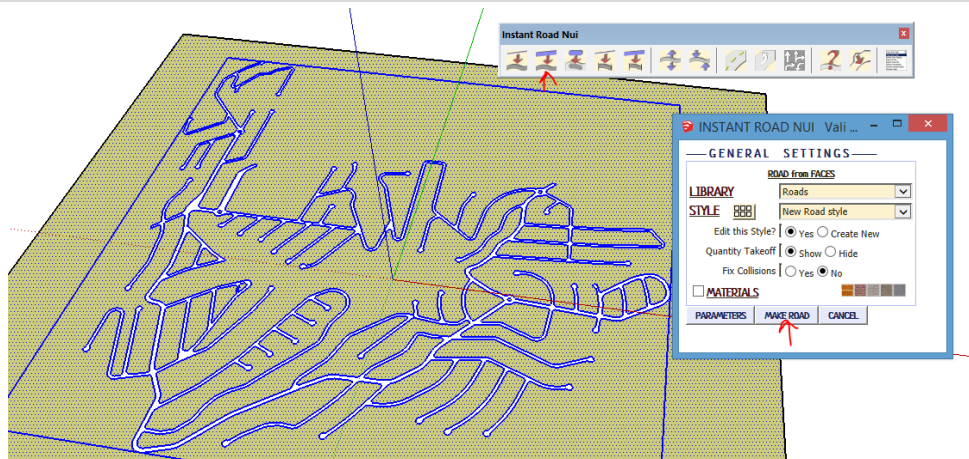 Instant Road Nui
x
?
INSTANT ROAD NUI Vali ...
GENERAL SETTINGS
ROAD from FACES
LIBRARY Roads
STYLE New Road style
Edit this Style? Yes Create New
Quantity Takeoff Show Hide
Fix Collisions Yes No
MATERIALS
PARAMETERS MAKE ROAD CANCEL